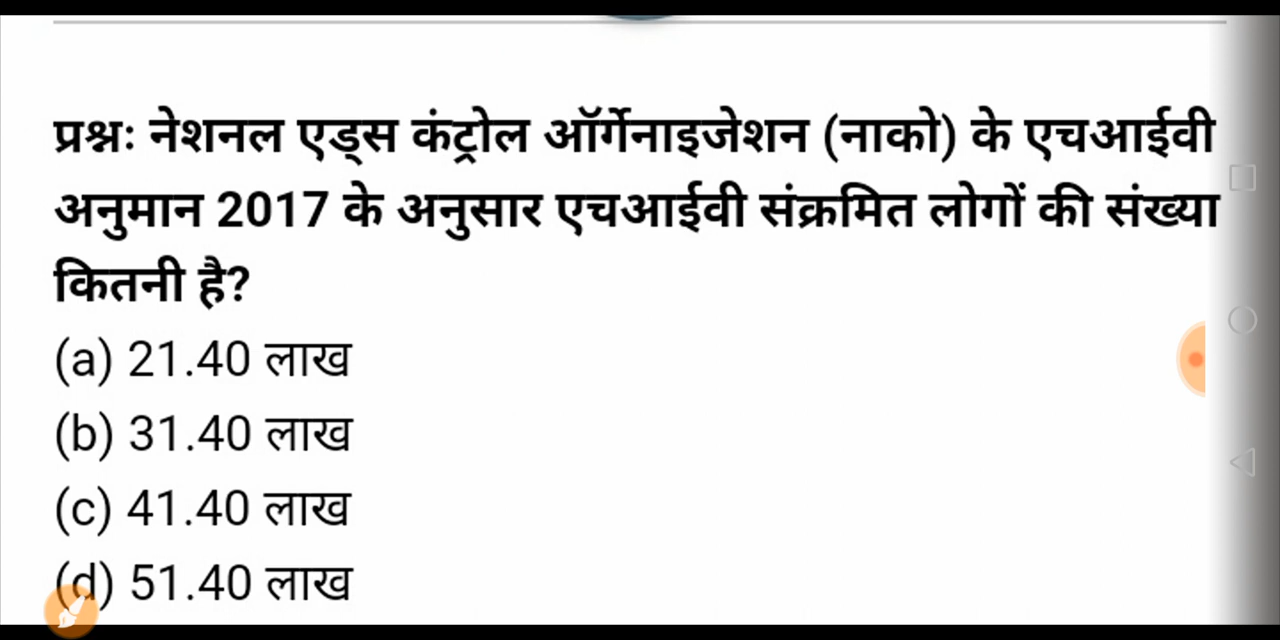 प्रश्नः नेशनल एड्स कंट्रोल ऑर्गेनाइजेशन (नाको) के एचआईवी
अनुमान 2017 के अनुसार एचआईवी संक्रमित लोगों की संख्या
कितनी है?
(a) 21.40 लाख
(b) 31.40 लाख
(c) 41.40 लाख
(d) 51.40 लाख